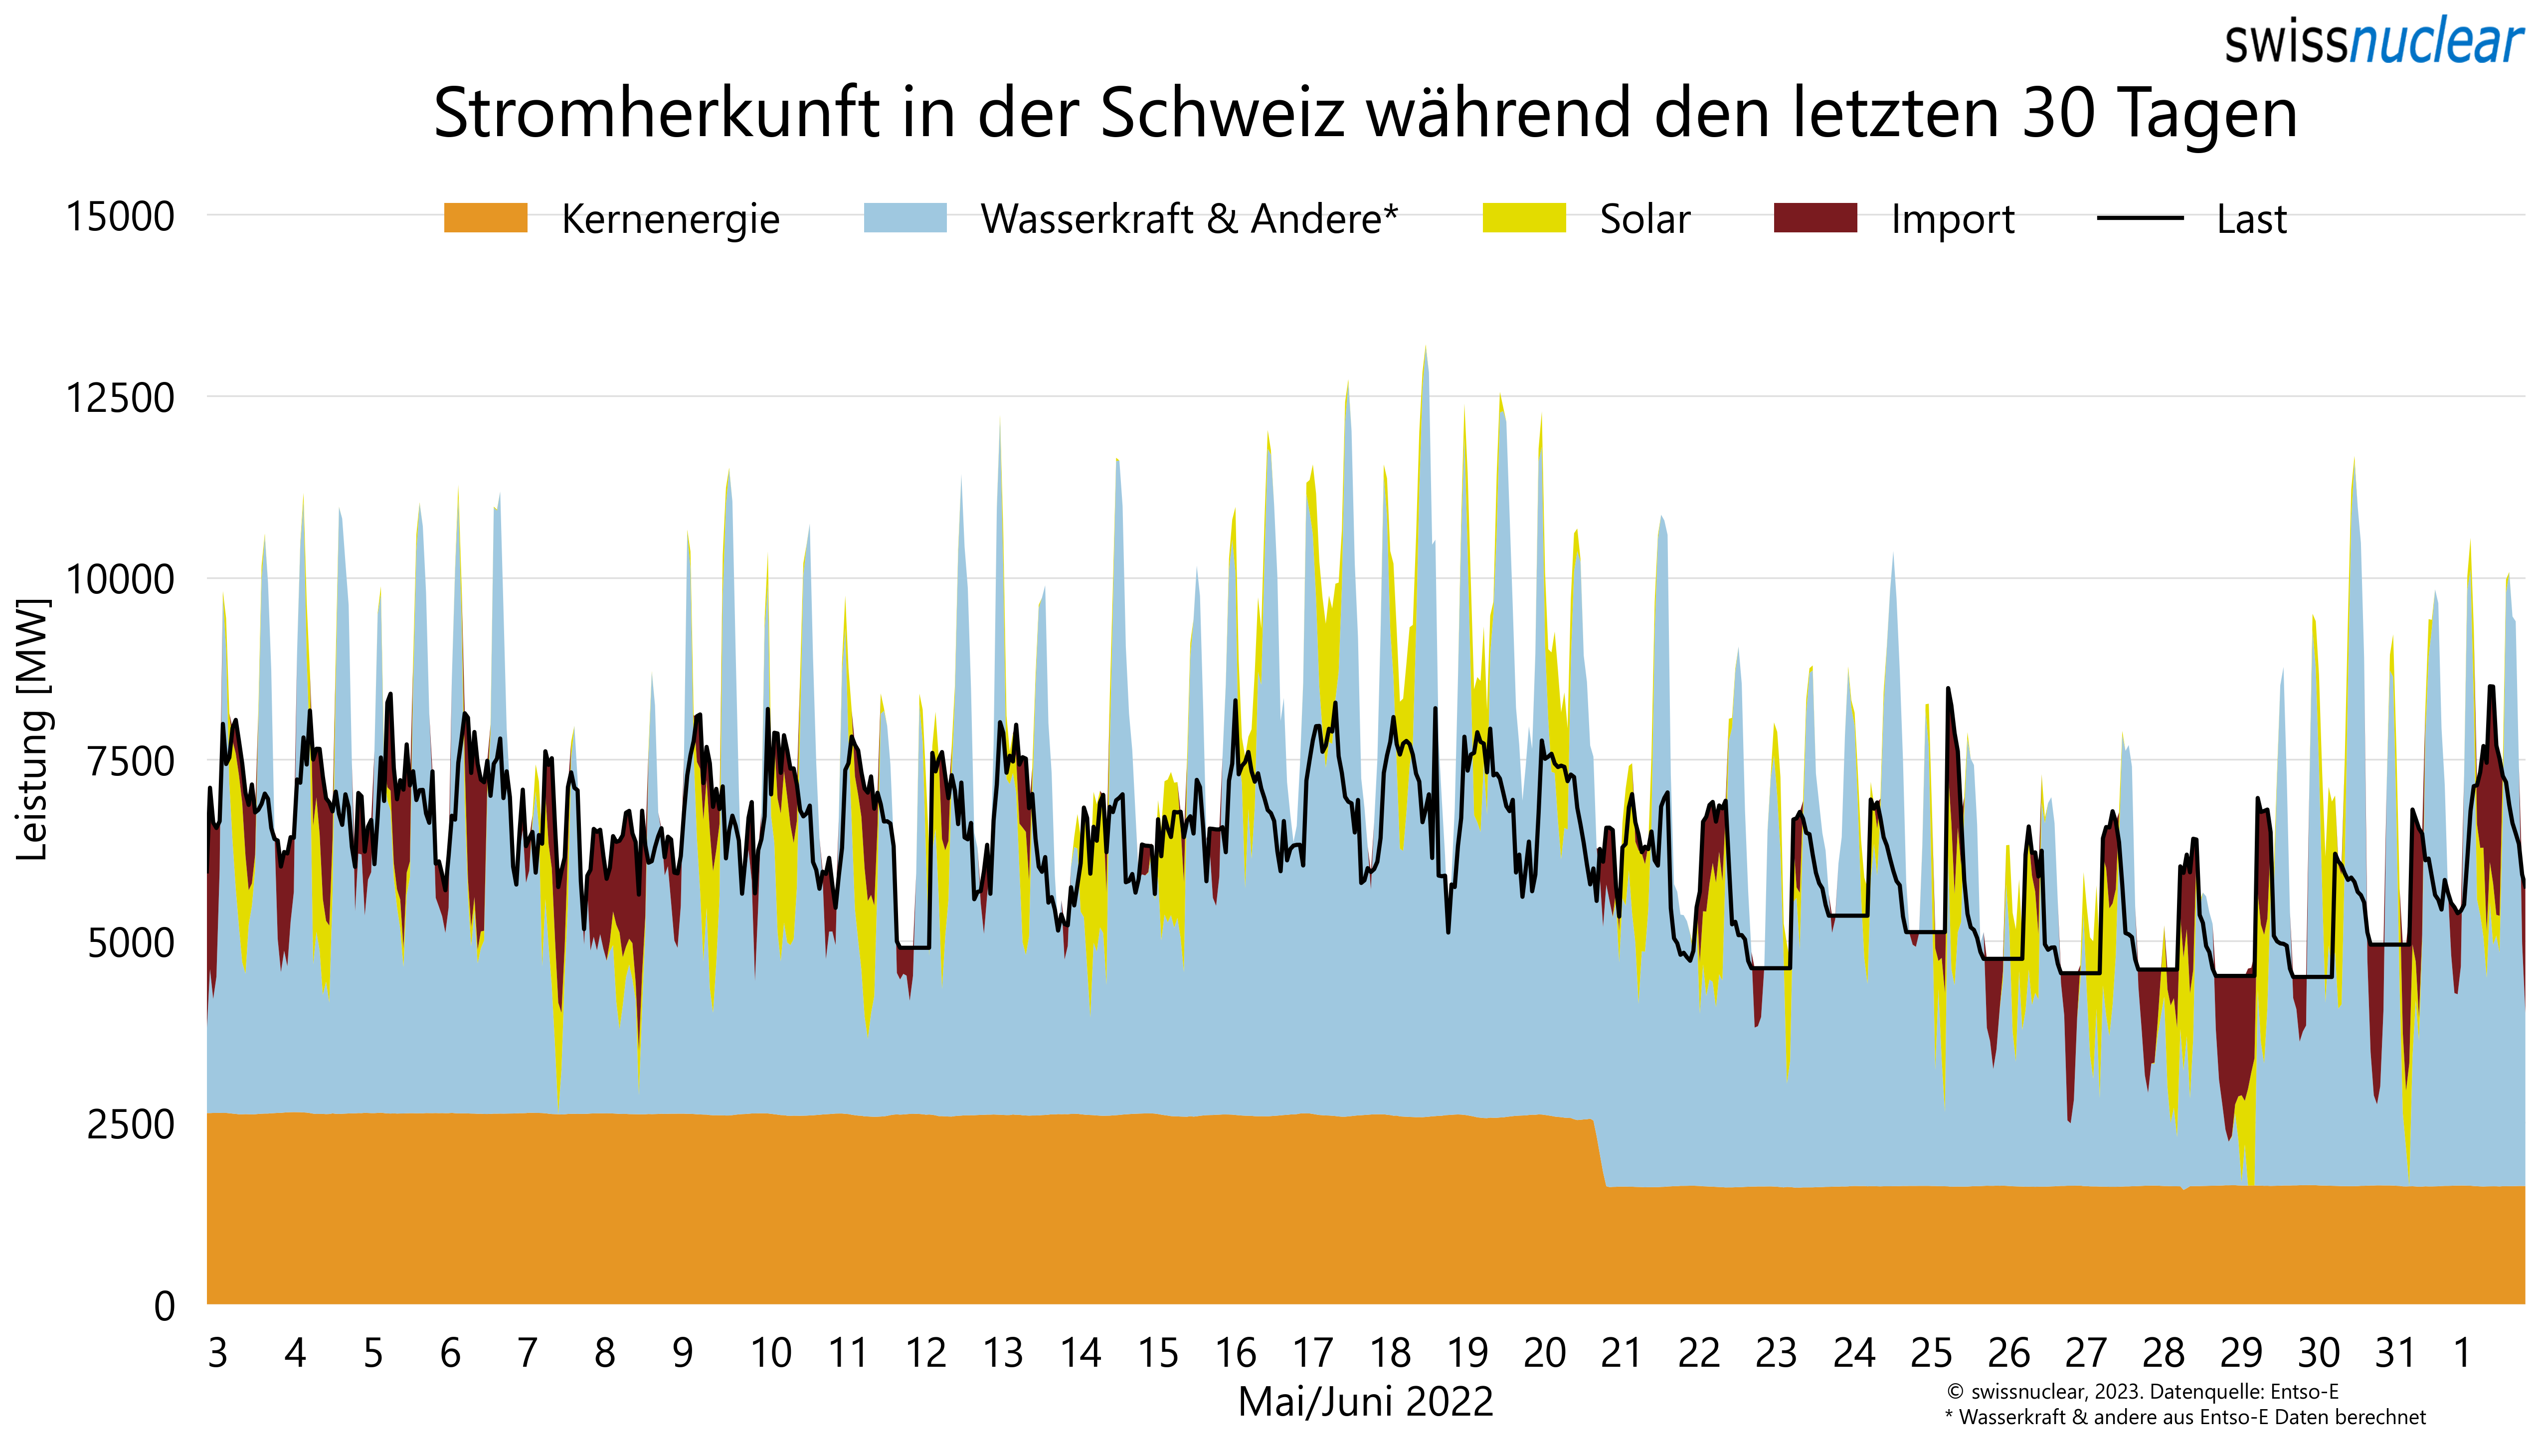 swissnuclear
Stromherkunft in der Schweiz während den letzten 30 Tagen
Kernenergie Wasserkraft & Andere* Solar Import Last
15000
12500
10000
7500
5000
2500
0
Leistung [MW]
3 4 5 6 7 8 9 10 11 12 13 14 15 16 17 18 19 20 21 22 23 24 25 26 27 28 29 30 31 1
Mai/Juni 2022
© swissnuclear, 2023. Datenquelle: Entso-E
* Wasserkraft & andere aus Entso-E Daten berechnet